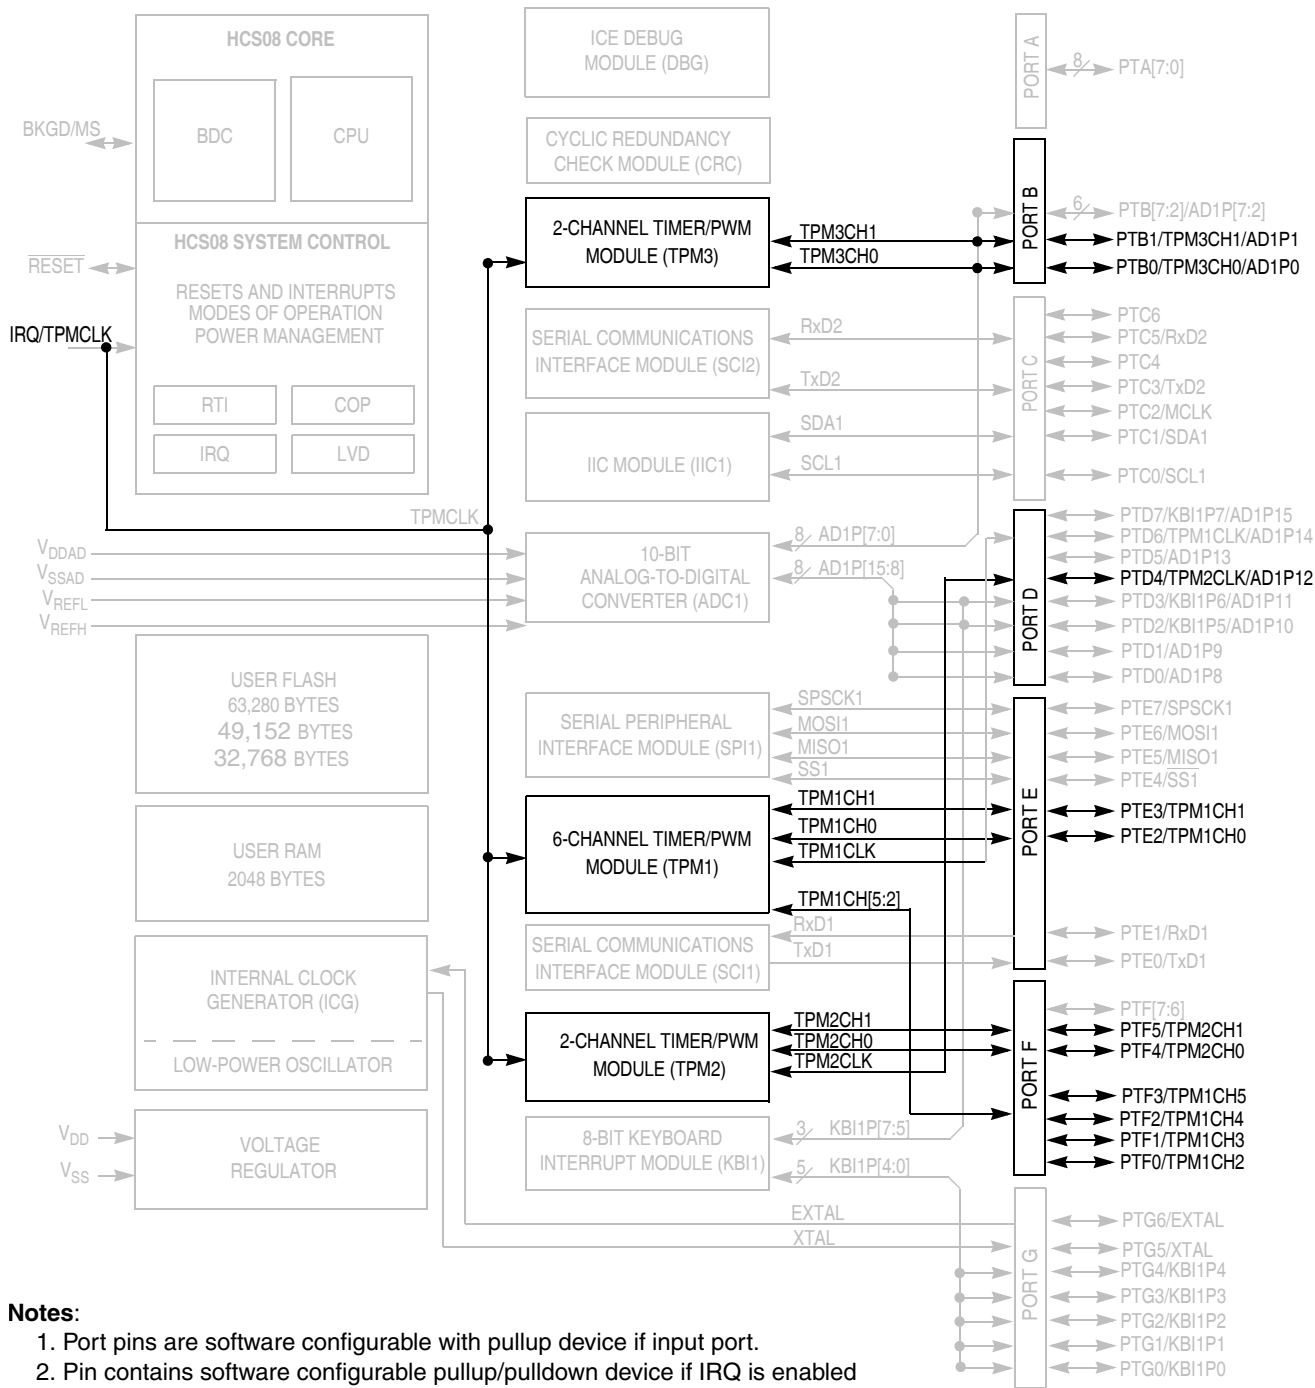 HCS08 CORE
BDC
CPU
BKGD/MS
HCS08 SYSTEM CONTROL
RESET
RESETS AND INTERRUPTS
MODES OF OPERATION
POWER MANAGEMENT
IRQ/TPMCLK
RTI
COP
IRQ
LVD
TPMCLK
VDDAD
VSSAD
VREFL
VREFH
USER FLASH
63,280 BYTES
49,152 BYTES
32,768 BYTES
USER RAM
2048 BYTES
INTERNAL CLOCK
GENERATOR (ICG)
LOW-POWER OSCILLATOR
VDD
VSS
VOLTAGE
REGULATOR
ICE DEBUG
MODULE (DBG)
CYCLIC REDUNDANCY
CHECK MODULE (CRC)
2-CHANNEL TIMER/PWM
MODULE (TPM3)
TPM3CH1
TPM3CH0
SERIAL COMMUNICATIONS
INTERFACE MODULE (SCI2)
RxD2
TxD2
IIC MODULE (IIC1)
SDA1
SCL1
10-BIT
ANALOG-TO-DIGITAL
CONVERTER (ADC1)
8 AD1P[7:0]
8 AD1P[15:8]
SERIAL PERIPHERAL
INTERFACE MODULE (SPI1)
SPSCK1
MOSI1
MISO1
SS1
6-CHANNEL TIMER/PWM
MODULE (TPM1)
TPM1CH1
TPM1CH0
TPM1CLK
TPM1CH[5:2]
SERIAL COMMUNICATIONS
INTERFACE MODULE (SCI1)
RxD1
TxD1
2-CHANNEL TIMER/PWM
MODULE (TPM2)
TPM2CH1
TPM2CH0
TPM2CLK
8-BIT KEYBOARD
INTERRUPT MODULE (KBI1)
3 KBI1P[7:5]
5 KBI1P[4:0]
EXTAL
XTAL
PORT A
8
PTA[7:0]
PORT B
6
PTB[7:2]/AD1P[7:2]
PTB1/TPM3CH1/AD1P1
PTB0/TPM3CH0/AD1P0
PORT C
PTC6
PTC5/RxD2
PTC4
PTC3/TxD2
PTC2/MCLK
PTC1/SDA1
PTC0/SCL1
PORT D
PTD7/KBI1P7/AD1P15
PTD6/TPM1CLK/AD1P14
PTD5/AD1P13
PTD4/TPM2CLK/AD1P12
PTD3/KBI1P6/AD1P11
PTD2/KBI1P5/AD1P10
PTD1/AD1P9
PTD0/AD1P8
PORT E
PTE7/SPSCK1
PTE6/MOSI1
PTE5/MISO1
PTE4/SS1
PTE3/TPM1CH1
PTE2/TPM1CH0
PTE1/RxD1
PTE0/TxD1
PORT F
PTF[7:6]
PTF5/TPM2CH1
PTF4/TPM2CH0
PTF3/TPM1CH5
PTF2/TPM1CH4
PTF1/TPM1CH3
PTF0/TPM1CH2
PORT G
PTG6/EXTAL
PTG5/XTAL
PTG4/KBI1P4
PTG3/KBI1P3
PTG2/KBI1P2
PTG1/KBI1P1
PTG0/KBI1P0
Notes:
1. Port pins are software configurable with pullup device if input port.
2. Pin contains software configurable pullup/pulldown device if IRQ is enabled